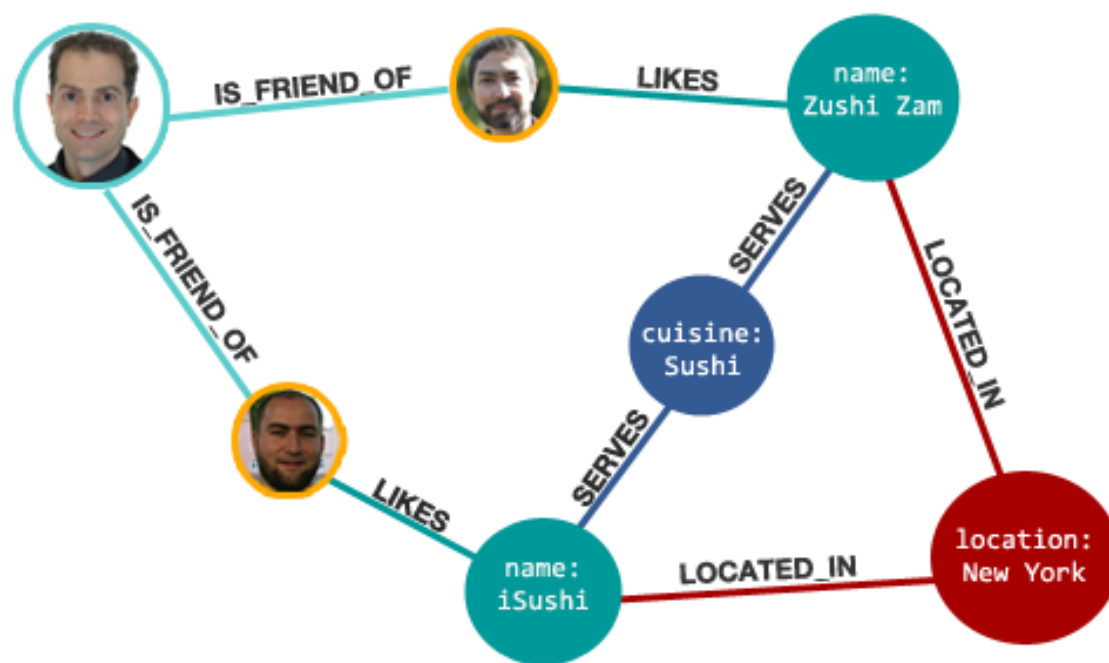 IS_FRIEND_OF
LIKES
name:
Zushi Zam
IS_FRIEND_OF
SERVES
LOCATED_IN
cuisine:
Sushi
SERVES
LIKES
name:
iSushi
LOCATED_IN
location:
New York